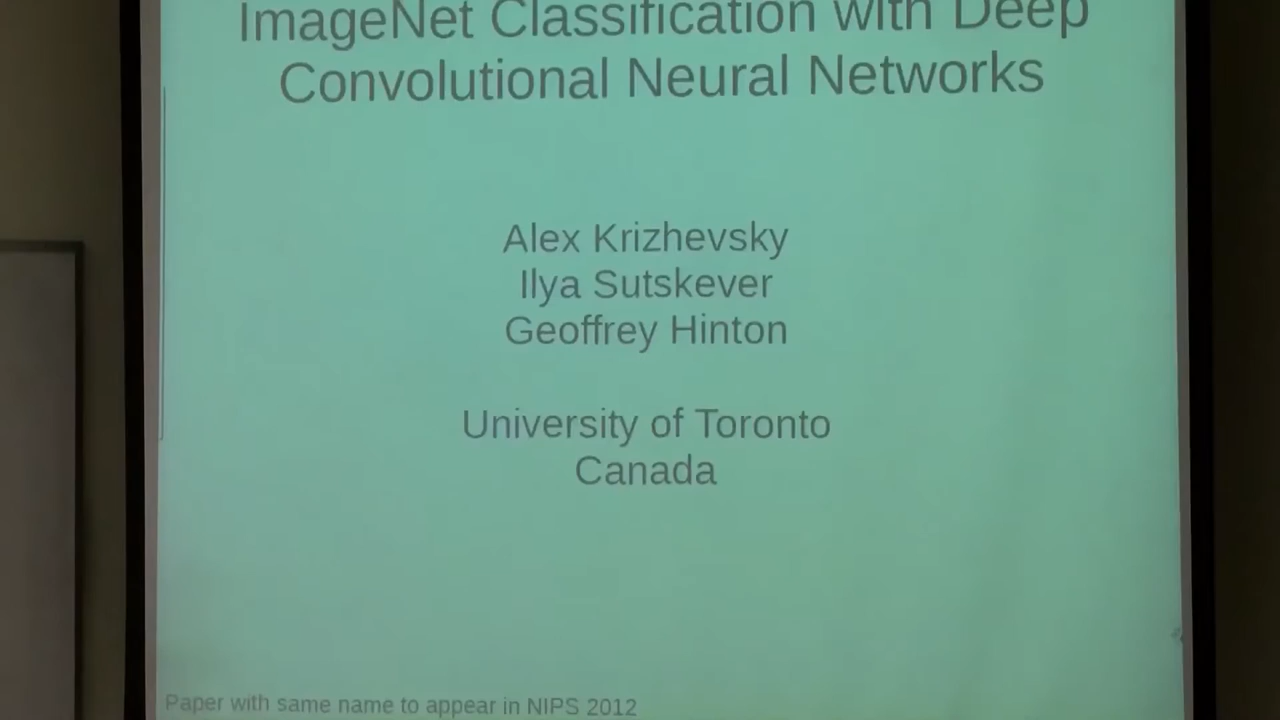 ImageNet Classification with Deep
Convolutional Neural Networks
Alex Krizhevsky
Ilya Sutskever
Geoffrey Hinton
University of Toronto
Canada
Paper with same name to appear in NIPS 2012